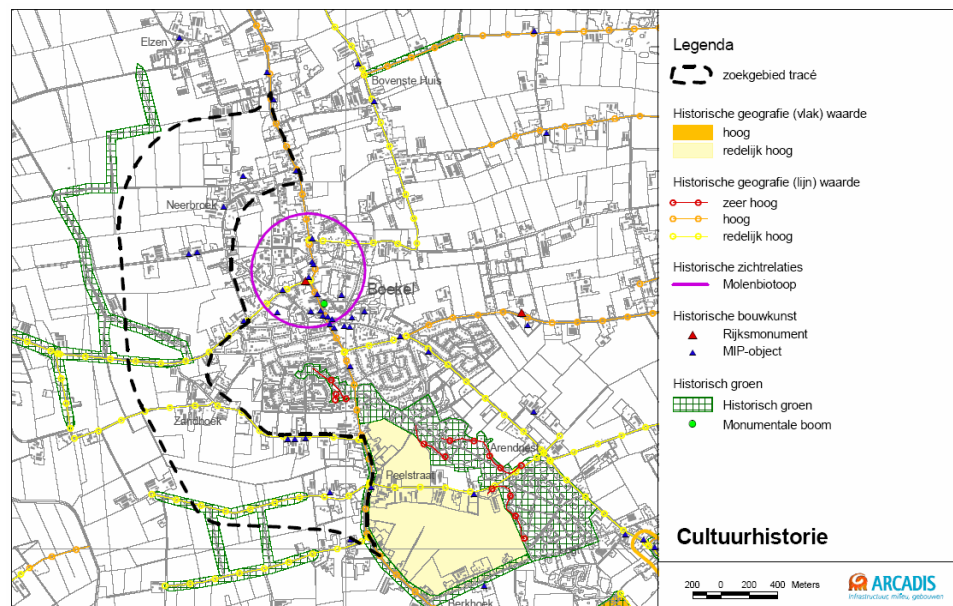 Elzen
Bovenste Huis
Neerbroek
Boekel
Zandhoek
Arendnest
Peelstraat
Berkhoek
Legenda
zoekgebied tracé
Historische geografie (vlak) waarde
hoog
redelijk hoog
Historische geografie (lijn) waarde
zeer hoog
hoog
redelijk hoog
Historische zichtrelaties
Molenbiotoop
Historische bouwkunst
Rijksmonument
MIP-object
Historisch groen
Historisch groen
Monumentale boom
Cultuurhistorie
200 0 200 400 Meters
ARCADIS
Infrastructuur, milieu, gebouwen